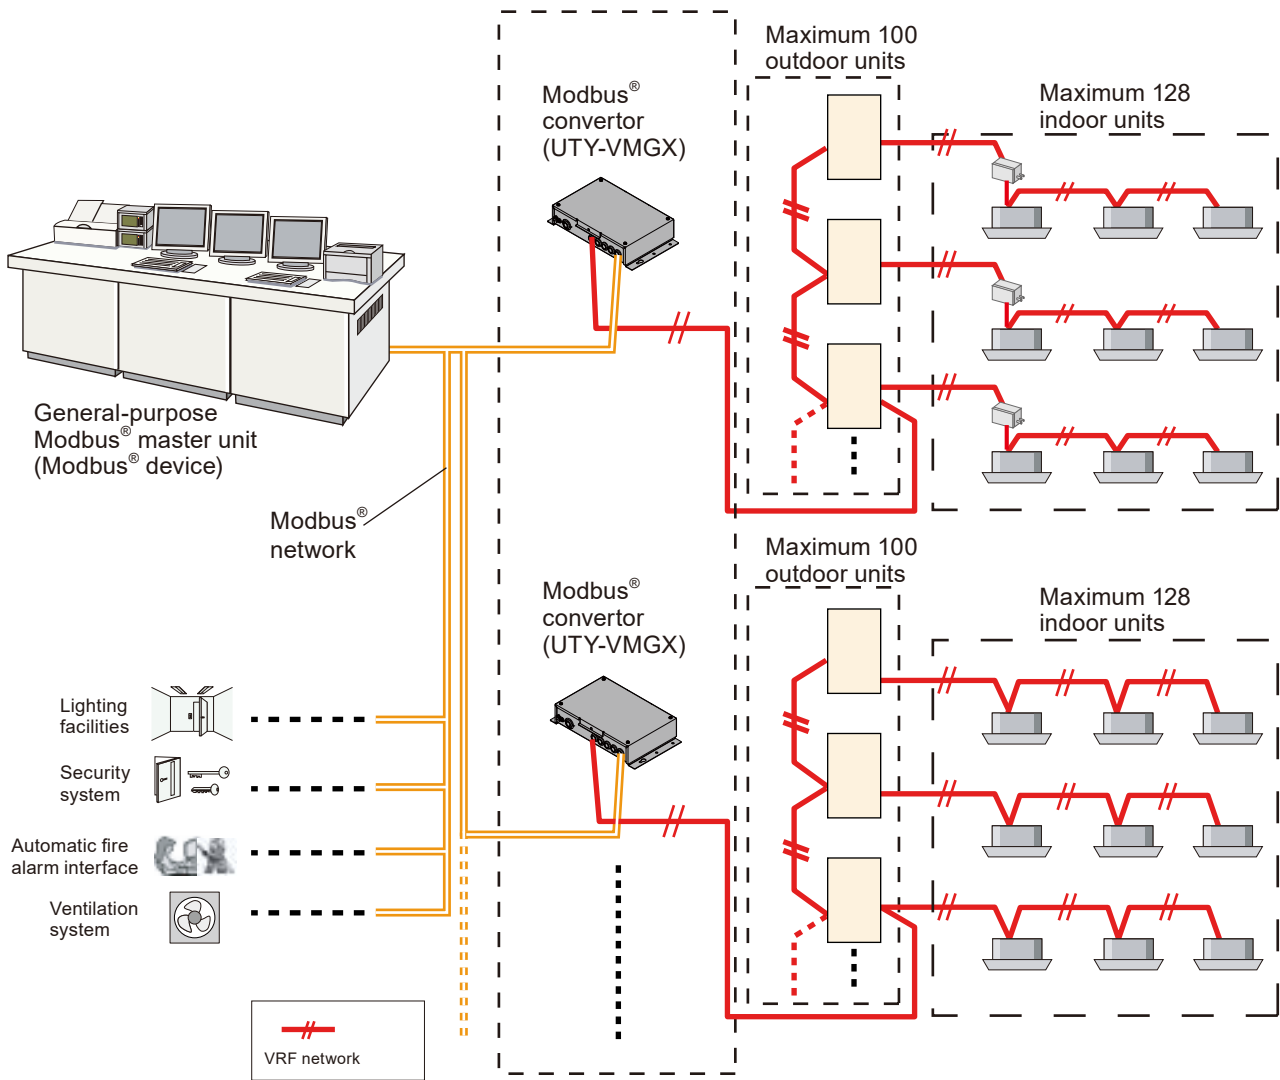 Maximum 100
outdoor units
Modbus®
convertor
(UTY-VMGX)
Maximum 128
indoor units
General-purpose
Modbus® master unit
(Modbus® device)
Modbus®
network
Maximum 100
outdoor units
Modbus®
convertor
(UTY-VMGX)
Maximum 128
indoor units
Lighting
facilities
Security
system
Automatic fire
alarm interface
Ventilation
system
VRF network